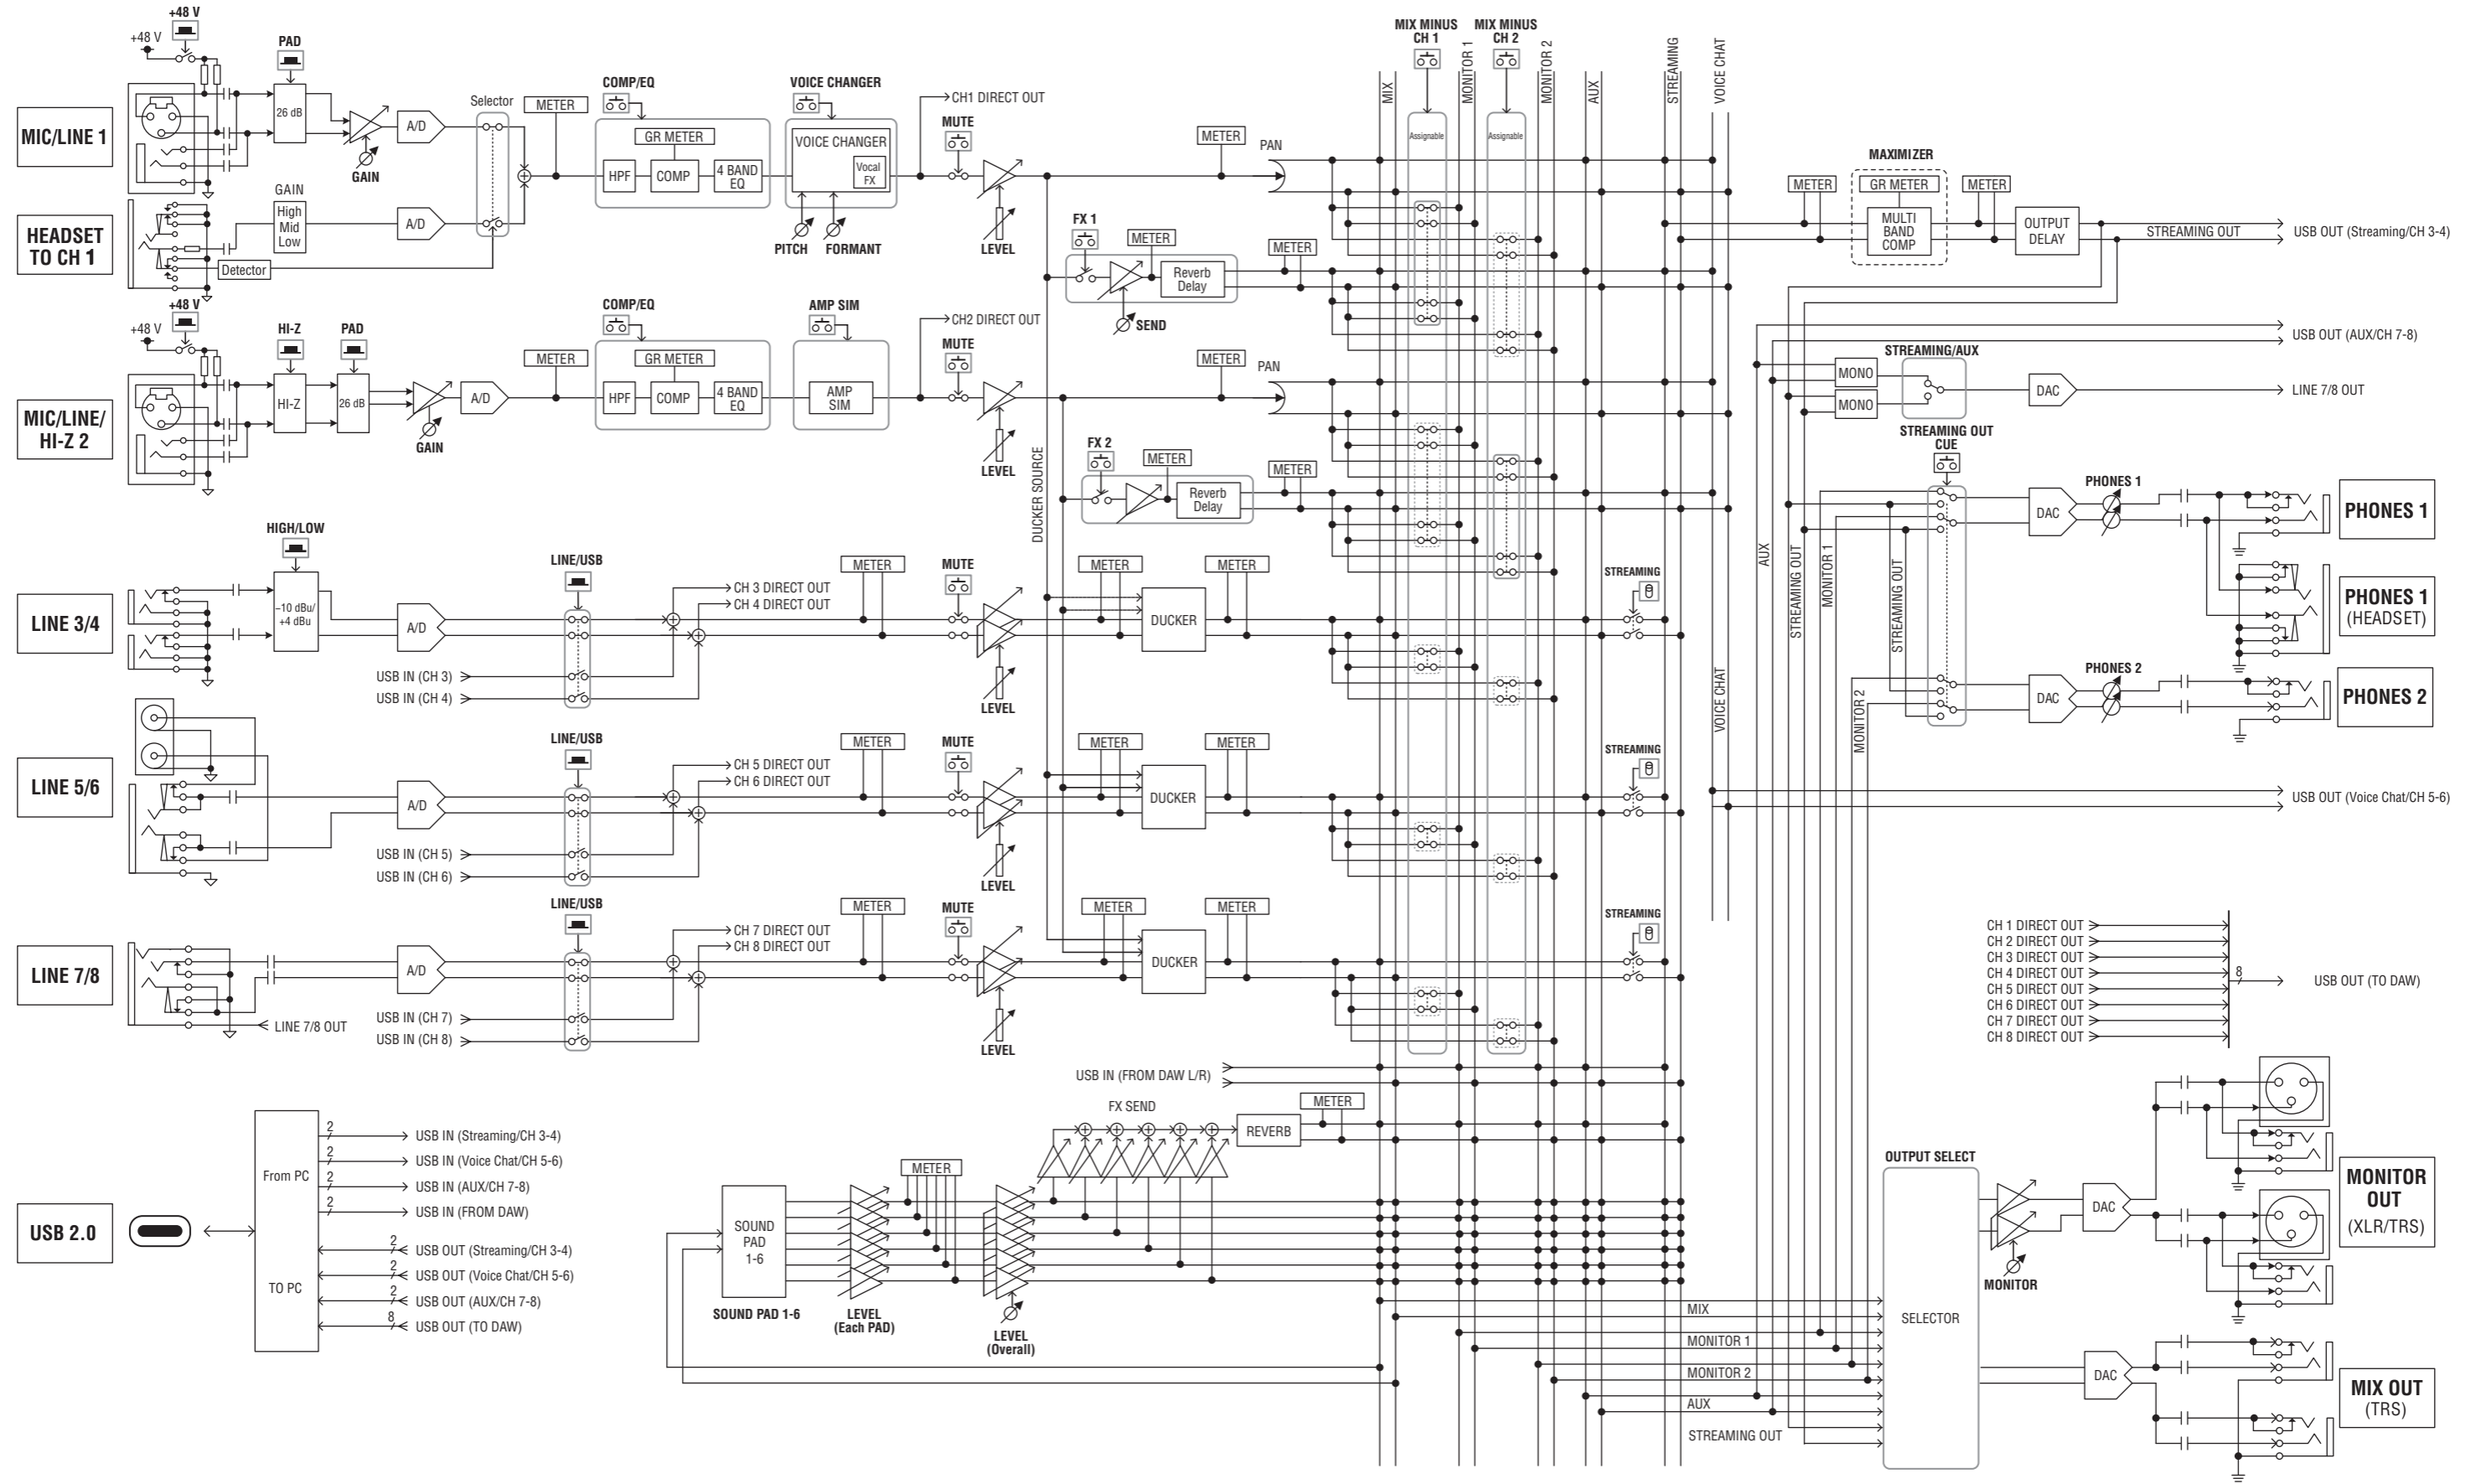 +48 V
+48 V
PAD
26 dB
MIC/LINE 1
GAIN
A/D
Selector
METER
COMP/EQ
GR METER
HPF
COMP
4 BAND
EQ
VOICE CHANGER
VOICE CHANGER
Vocal
FX
PITCH
FORMANT
CH1 DIRECT OUT
MUTE
LEVEL
METER
PAN
HEADSET
TO CH 1
GAIN
High
Mid
Low
A/D
Detector
FX 1
METER
Reverb
Delay
SEND
METER
MIX MINUS
CH 1
MIX MINUS
CH 2
MIX
Assignable
MONITOR 1
Assignable
MONITOR 2
AUX
STREAMING
VOICE CHAT
METER
MAXIMIZER
GR METER
MULTI
BAND
COMP
METER
OUTPUT
DELAY
STREAMING OUT
USB OUT (Streaming/CH 3-4)
USB OUT (AUX/CH 7-8)
+48 V
+48 V
HI-Z
HI-Z
PAD
26 dB
MIC/LINE/
HI-Z 2
GAIN
A/D
METER
COMP/EQ
GR METER
HPF
COMP
4 BAND
EQ
AMP SIM
AMP
SIM
CH2 DIRECT OUT
MUTE
LEVEL
METER
PAN
DUCKER SOURCE
FX 2
METER
Reverb
Delay
METER
STREAMING/AUX
MONO
MONO
DAC
LINE 7/8 OUT
STREAMING OUT
CUE
PHONES 1
DAC
PHONES 1
PHONES 1
(HEADSET)
AUX
STREAMING OUT
MONITOR 1
STREAMING OUT
MONITOR 2
PHONES 2
DAC
PHONES 2
VOICE CHAT
USB OUT (Voice Chat/CH 5-6)
LINE 3/4
HIGH/LOW
−10 dBu/
+4 dBu
A/D
LINE/USB
USB IN (CH 3)
USB IN (CH 4)
CH 3 DIRECT OUT
CH 4 DIRECT OUT
METER
MUTE
LEVEL
METER
METER
DUCKER
STREAMING
LINE 5/6
A/D
LINE/USB
USB IN (CH 5)
USB IN (CH 6)
CH 5 DIRECT OUT
CH 6 DIRECT OUT
METER
MUTE
LEVEL
METER
METER
DUCKER
STREAMING
LINE 7/8
LINE 7/8 OUT
A/D
LINE/USB
USB IN (CH 7)
USB IN (CH 8)
CH 7 DIRECT OUT
CH 8 DIRECT OUT
METER
MUTE
LEVEL
METER
METER
DUCKER
STREAMING
CH 1 DIRECT OUT
CH 2 DIRECT OUT
CH 3 DIRECT OUT
CH 4 DIRECT OUT
CH 5 DIRECT OUT
CH 6 DIRECT OUT
CH 7 DIRECT OUT
CH 8 DIRECT OUT
8
USB OUT (TO DAW)
USB IN (FROM DAW L/R)
USB 2.0
From PC
TO PC
2
USB IN (Streaming/CH 3-4)
2
USB IN (Voice Chat/CH 5-6)
2
USB IN (AUX/CH 7-8)
2
USB IN (FROM DAW)
2
USB OUT (Streaming/CH 3-4)
2
USB OUT (Voice Chat/CH 5-6)
2
USB OUT (AUX/CH 7-8)
8
USB OUT (TO DAW)
SOUND
PAD
1-6
SOUND PAD 1-6
LEVEL
(Each PAD)
METER
LEVEL
(Overall)
FX SEND
REVERB
METER
MIX
MONITOR 1
MONITOR 2
AUX
STREAMING OUT
OUTPUT SELECT
SELECTOR
MONITOR
DAC
MONITOR
OUT
(XLR/TRS)
DAC
MIX OUT
(TRS)